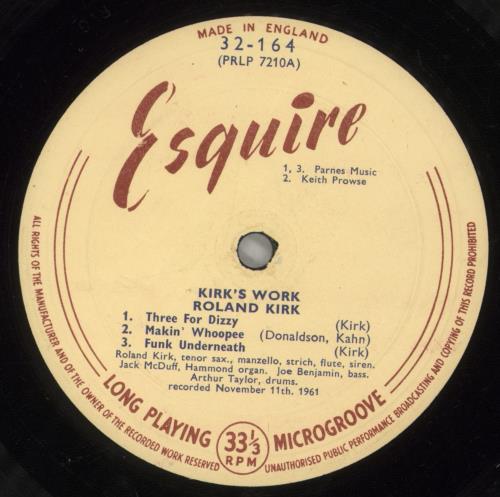 MADE IN ENGLAND
32-164
(PRLP 7210A)
Esquire
1, 3. Parnes Music
2. Keith Prowse
KIRK'S WORK
ROLAND KIRK
1. Three For Dizzy (Kirk)
2. Makin' Whoopee (Donaldson, Kahn)
3. Funk Underneath (Kirk)
Roland Kirk, tenor sax., manzello, strich, flute, siren.
Jack McDuff, Hammond organ. Joe Benjamin, bass.
Arthur Taylor, drums.
recorded November 11th. 1961
LONG PLAYING 33⅓ RPM MICROGROOVE
ALL RIGHTS OF THE MANUFACTURER AND OF THE OWNER OF THE RECORDED WORK RESERVED
UNAUTHORISED PUBLIC PERFORMANCE BROADCASTING AND COPYING OF THIS RECORD PROHIBITED